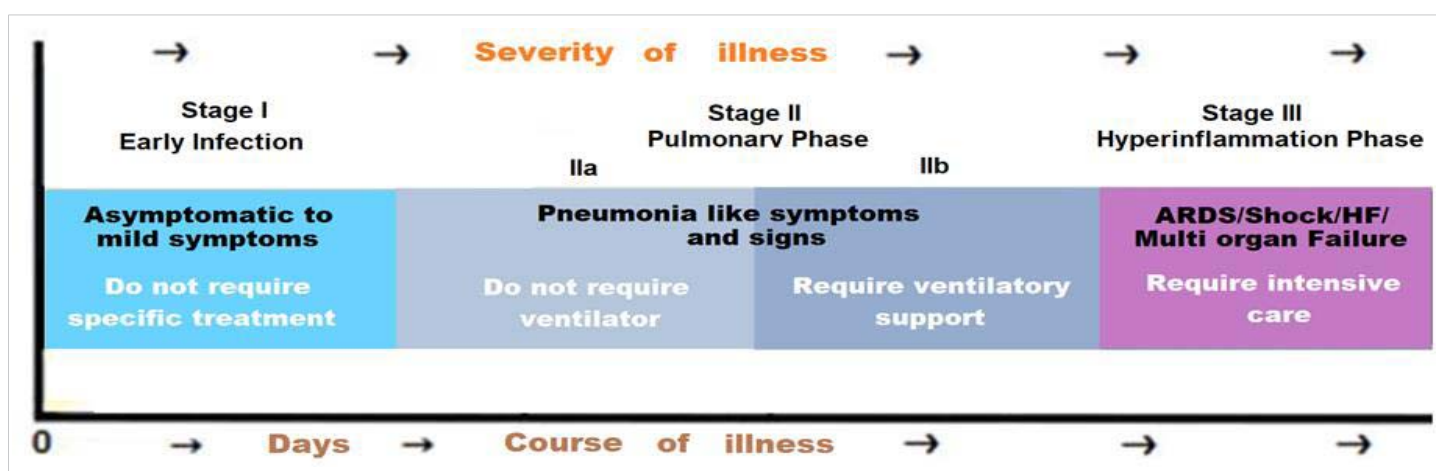 → → Severity of illness → → →
Stage I
Early Infection
Stage II
Pulmonary Phase
Stage III
Hyperinflammation Phase
IIa
IIb
Asymptomatic to
mild symptoms
Do not require
specific treatment
Pneumonia like symptoms
and signs
Do not require
ventilator
Require ventilatory
support
ARDS/Shock/HF/
Multi organ Failure
Require intensive
care
0 → Days → Course of illness → → →